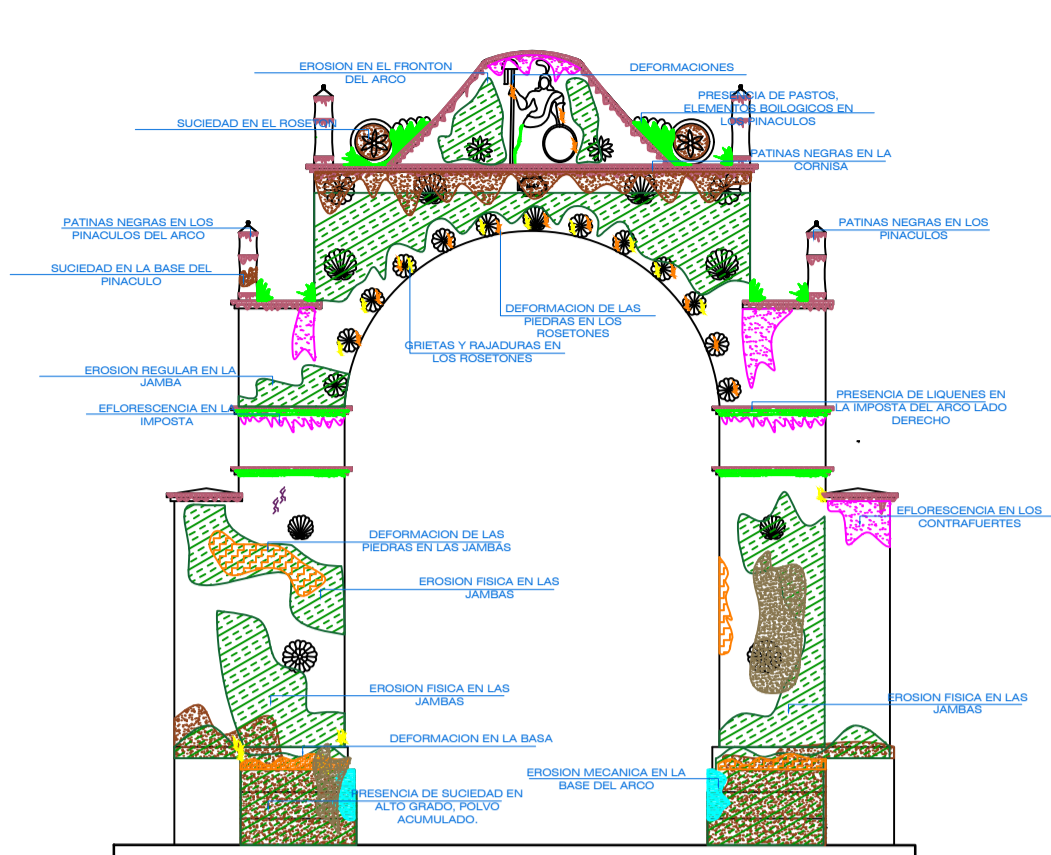 EROSION EN EL FRONTON
DEL ARCO
DEFORMACIONES
PRESENCIA DE PASTOS,
ELEMENTOS BOILOGICOS EN
LOS PINACULOS
SUCIEDAD EN EL ROSETON
PATINAS NEGRAS EN LA
CORNISA
PATINAS NEGRAS EN LOS
PINACULOS DEL ARCO
PATINAS NEGRAS EN LOS
PINACULOS
SUCIEDAD EN LA BASE DEL
PINACULO
DEFORMACION DE LAS
PIEDRAS EN LOS
ROSETONES
GRIETAS Y RAJADURAS EN
LOS ROSETONES
EROSION REGULAR EN LA
JAMBA
EFLORESCENCIA EN LA
IMPOSTA
PRESENCIA DE LIQUENES EN
LA IMPOSTA DEL ARCO LADO
DERECHO
EFLORESCENCIA EN LOS
CONTRAFUERTES
DEFORMACION DE LAS
PIEDRAS EN LAS JAMBAS
EROSION FISICA EN LAS
JAMBAS
EROSION FISICA EN LAS
JAMBAS
EROSION FISICA EN LAS
JAMBAS
DEFORMACION EN LA BASA
EROSION MECANICA EN LA
BASE DEL ARCO
PRESENCIA DE SUCIEDAD EN
ALTO GRADO, POLVO
ACUMULADO.